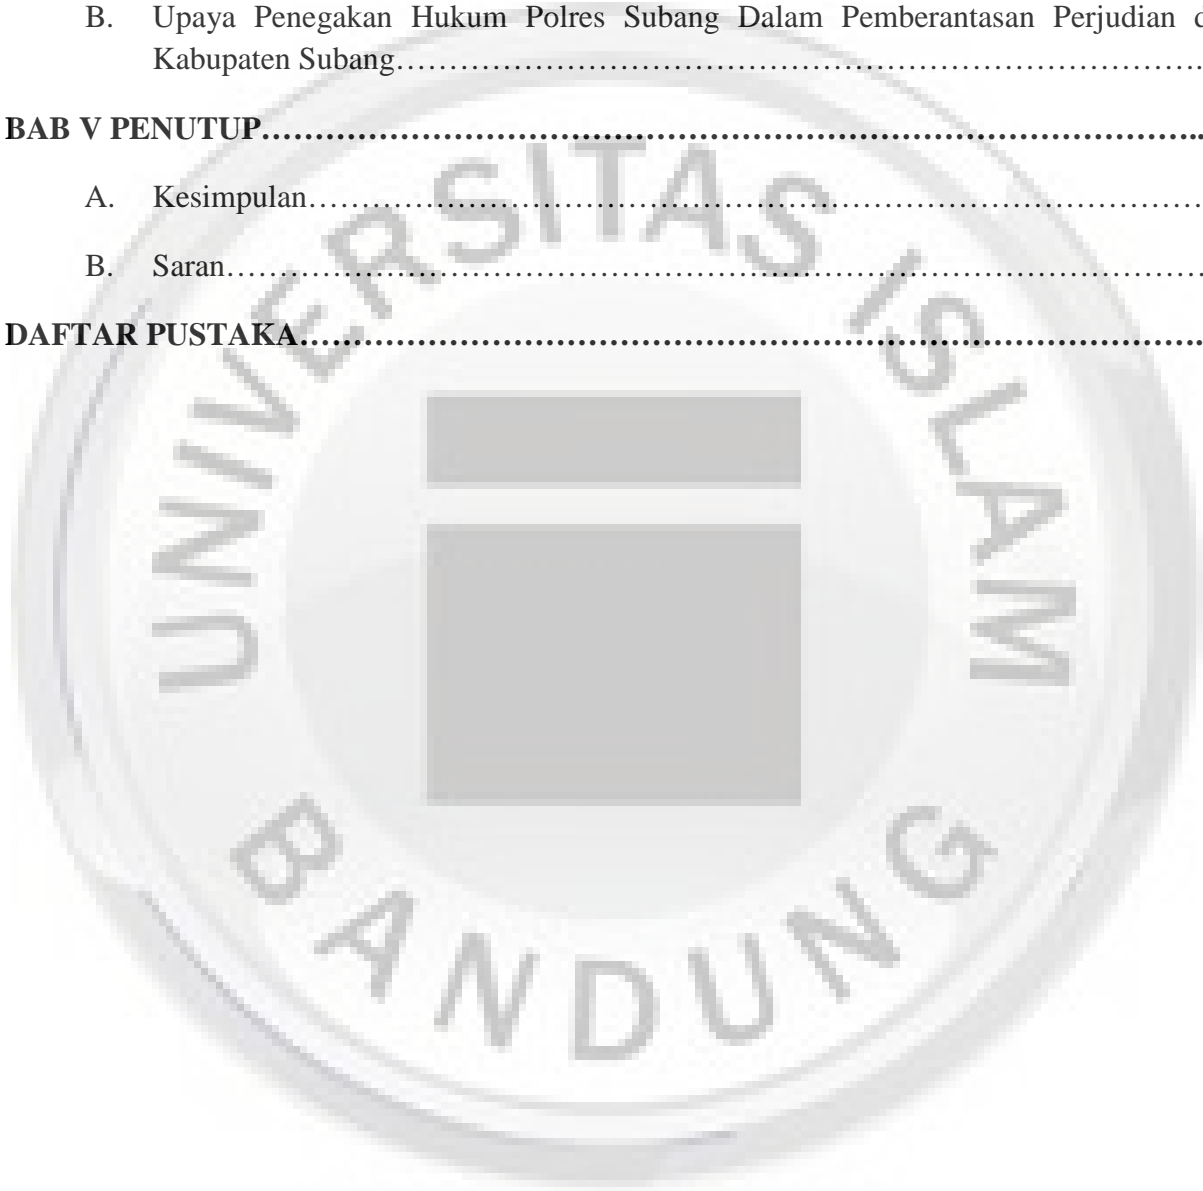 B. Upaya Penegakan Hukum Polres Subang Dalam Pemberantasan Perjudian
Kabupaten Subang……………………………………………………………………
BAB V PENUTUP……………………………………………………………………………
A. Kesimpulan……………………………………………………………………………
B. Saran……………………………………………………………………………………
DAFTAR PUSTAKA…………………………………………………………………………
UNIVERSITAS ISLAM
BANDUNG